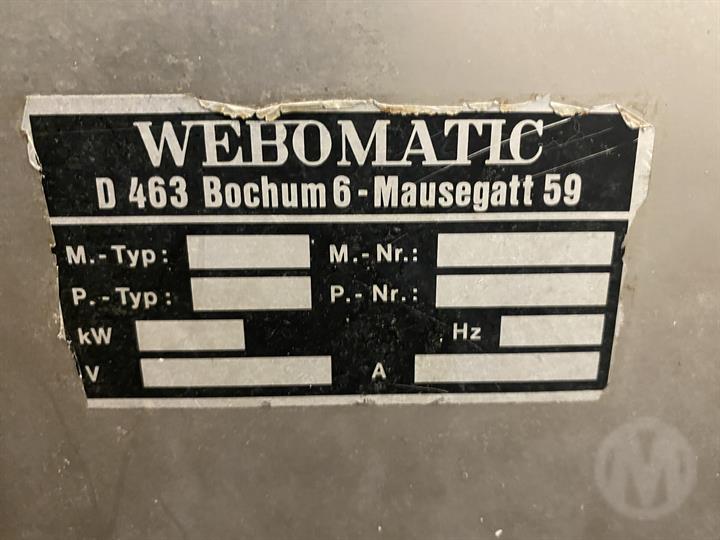 WEBOMATIC
D 463 Bochum 6 - Mausegatt 59
M.-Typ: M.-Nr.:
P.-Typ: P.-Nr.:
kW Hz
V A
M